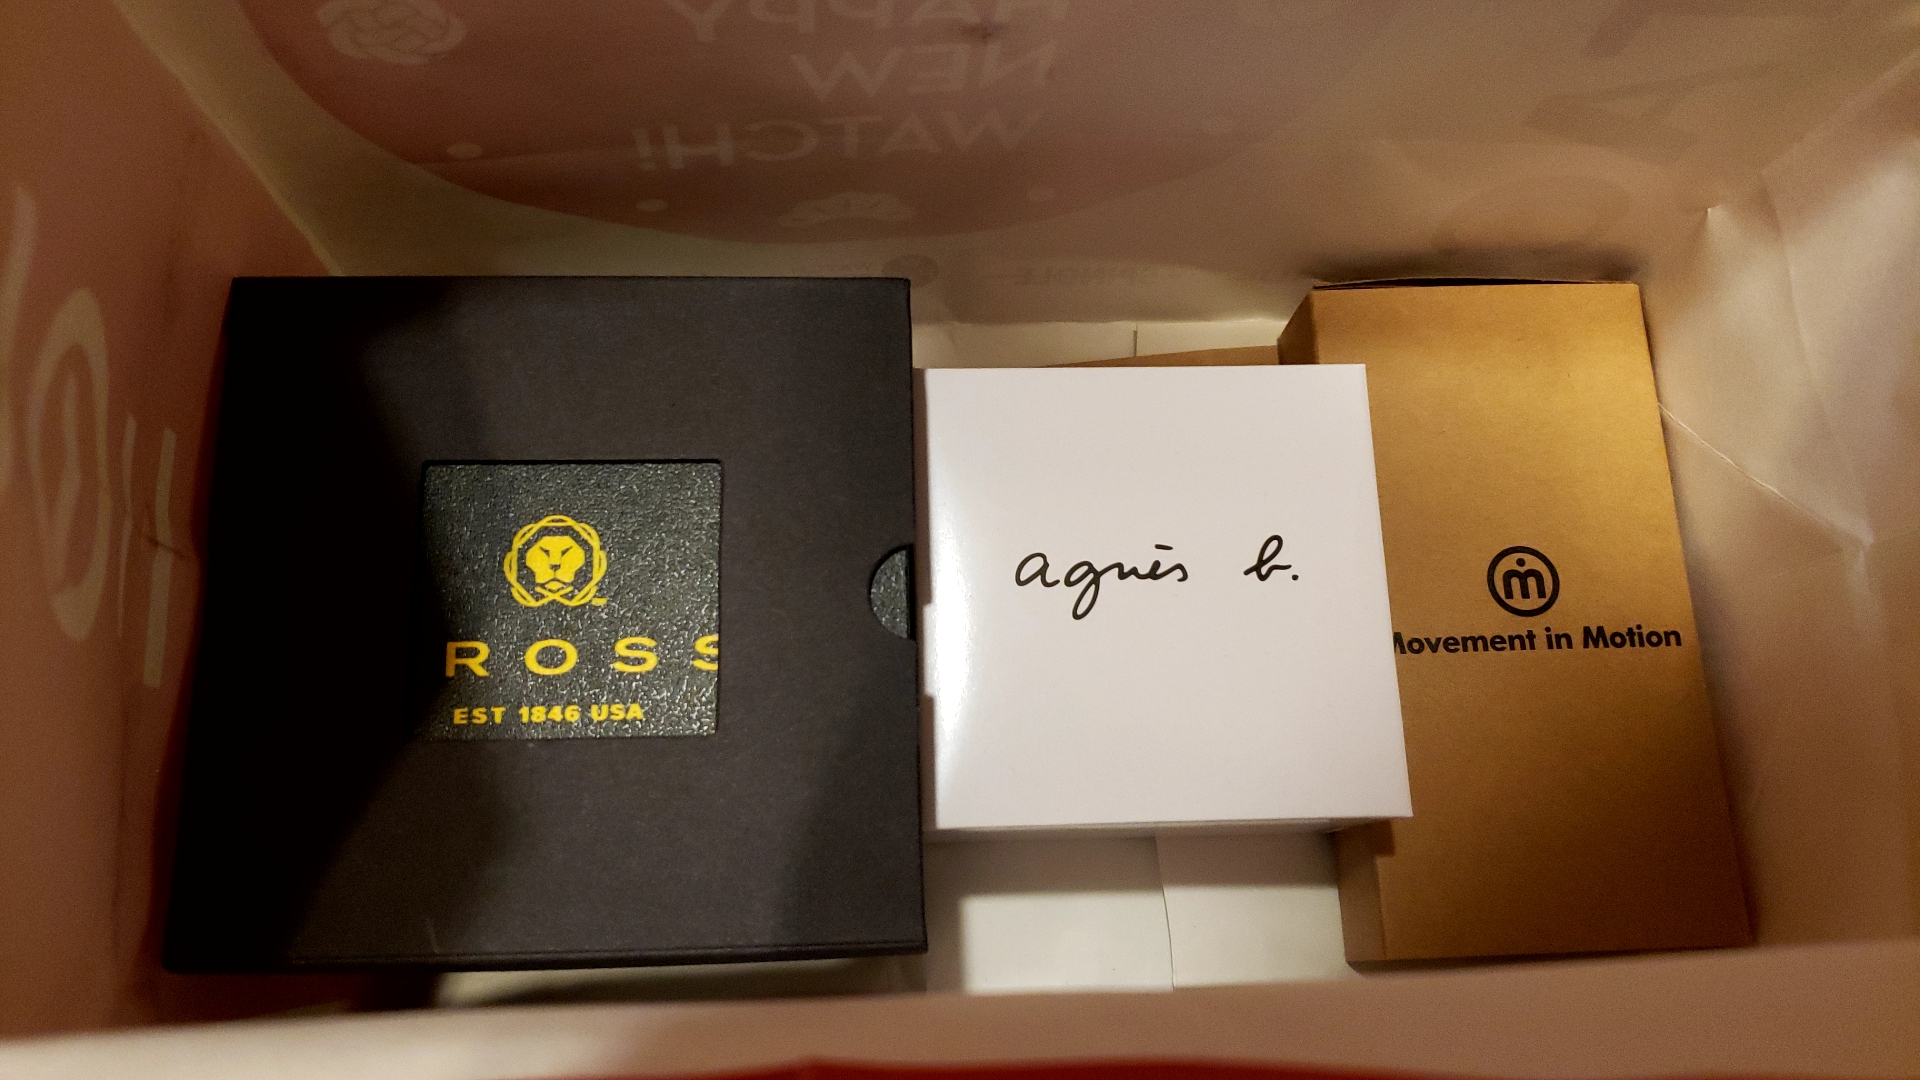 HAPPY
NEW
WATCH!
ROSS
EST 1846 USA
agnès b.
m
Movement in Motion